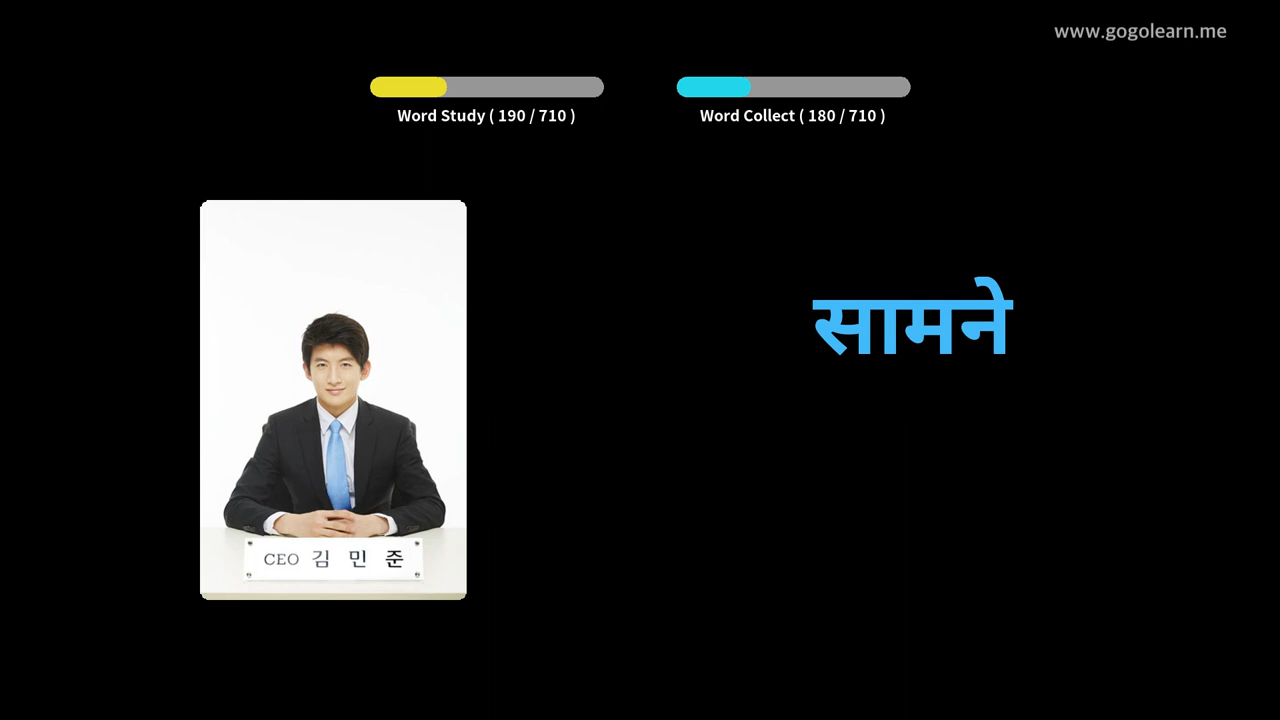 www.gogolearn.me
Word Study ( 190 / 710 )
Word Collect ( 180 / 710 )
सामने
CEO 김 민 준